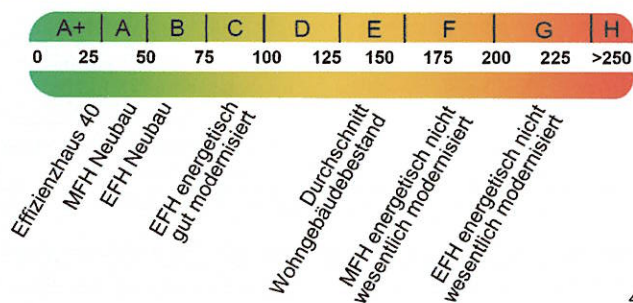 A+ A B C D E F G H
0 25 50 75 100 125 150 175 200 225 >250
Effizienzhaus 40
MFH Neubau
EFH Neubau
EFH energetisch
gut modernisiert
Durchschnitt
Wohngebäudebestand
MFH energetisch nicht
wesentlich modernisiert
EFH energetisch nicht
wesentlich modernisiert